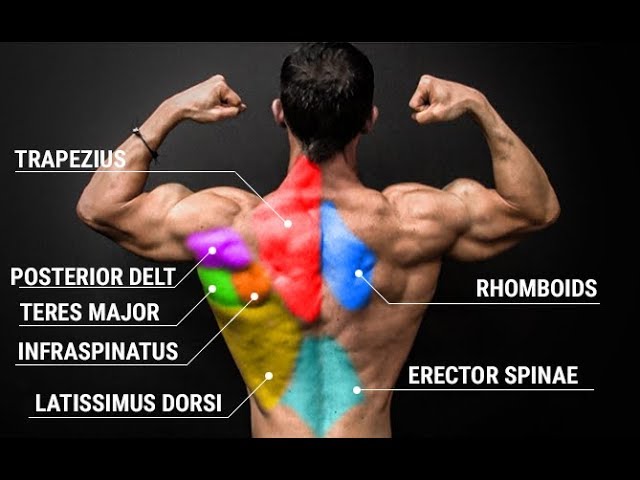 TRAPEZIUS
POSTERIOR DELT
TERES MAJOR
INFRASPINATUS
LATISSIMUS DORSI
RHOMBOIDS
ERECTOR SPINAE